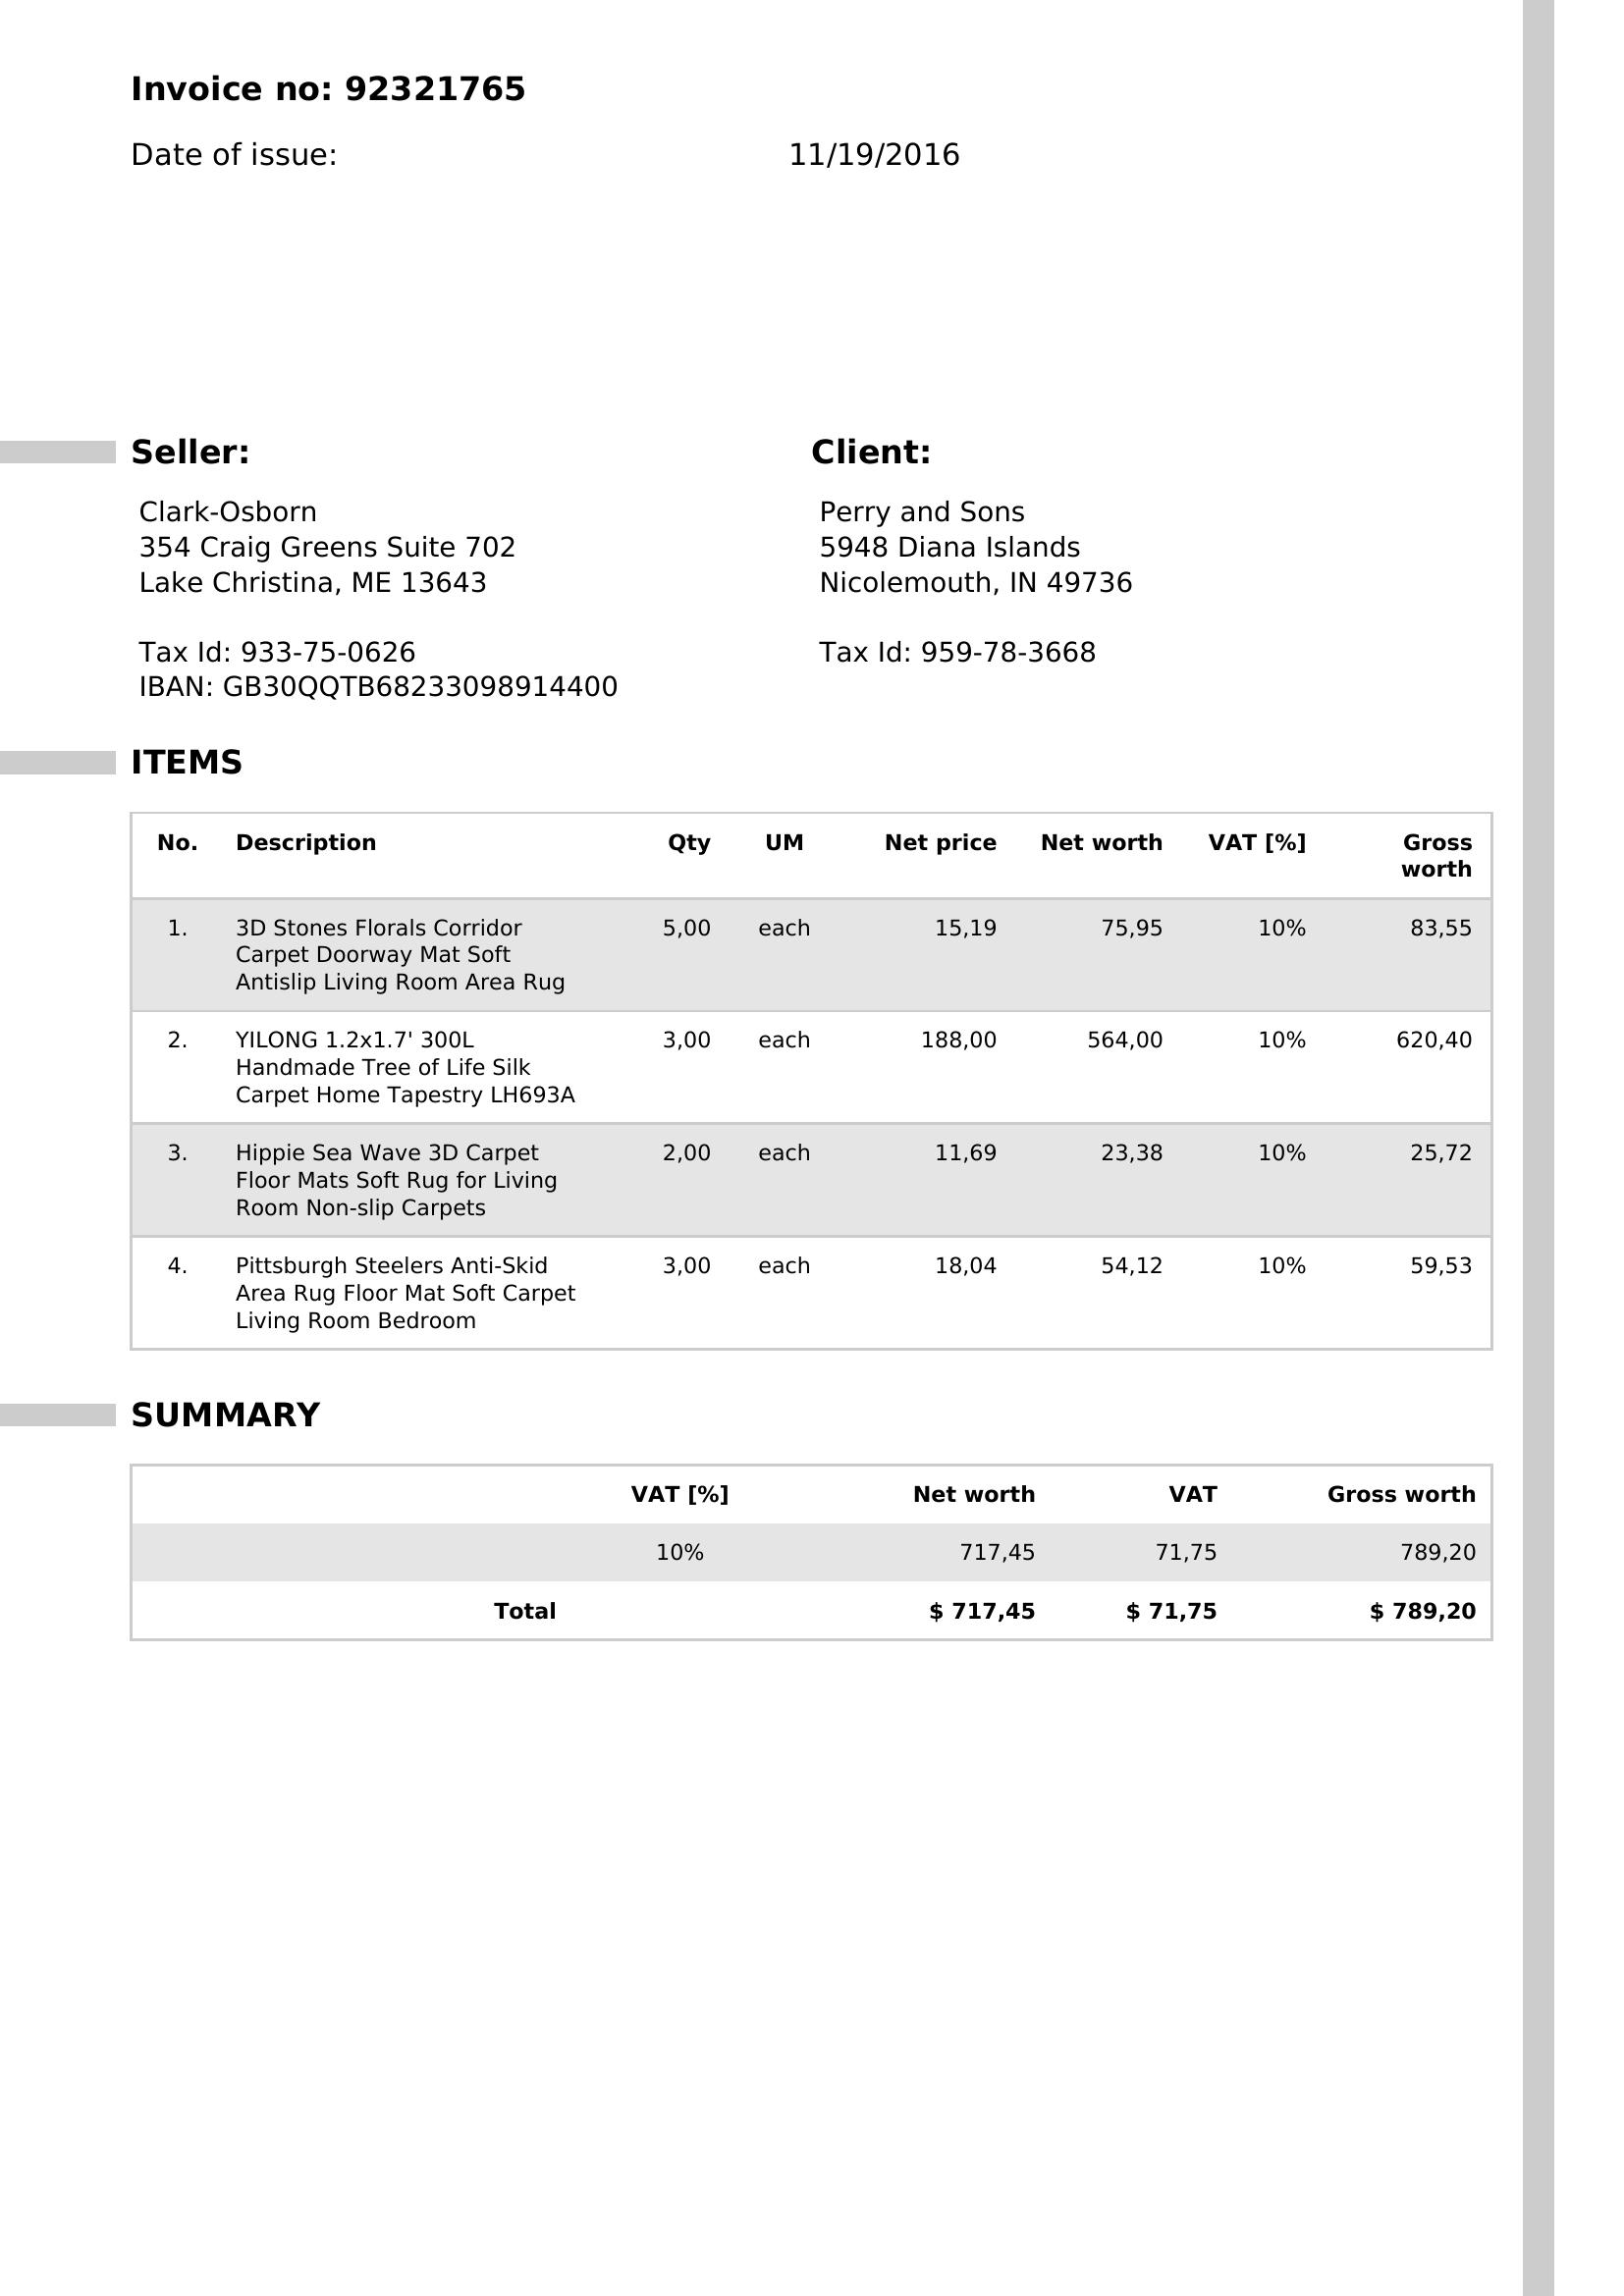 Invoice no: 92321765
Date of issue: 11/19/2016
Seller:
Clark-Osborn
354 Craig Greens Suite 702
Lake Christina, ME 13643
Tax Id: 933-75-0626
IBAN: GB30QQTB68233098914400
Client:
Perry and Sons
5948 Diana Islands
Nicolemouth, IN 49736
Tax Id: 959-78-3668
ITEMS
No. Description Qty UM Net price Net worth VAT [%] Gross
worth
1. 3D Stones Florals Corridor 5,00 each 15,19 75,95 10% 83,55
Carpet Doorway Mat Soft
Antislip Living Room Area Rug
2. YILONG 1.2x1.7' 300L 3,00 each 188,00 564,00 10% 620,40
Handmade Tree of Life Silk
Carpet Home Tapestry LH693A
3. Hippie Sea Wave 3D Carpet 2,00 each 11,69 23,38 10% 25,72
Floor Mats Soft Rug for Living
Room Non-slip Carpets
4. Pittsburgh Steelers Anti-Skid 3,00 each 18,04 54,12 10% 59,53
Area Rug Floor Mat Soft Carpet
Living Room Bedroom
SUMMARY
VAT [%] Net worth VAT Gross worth
10% 717,45 71,75 789,20
Total $ 717,45 $ 71,75 $ 789,20